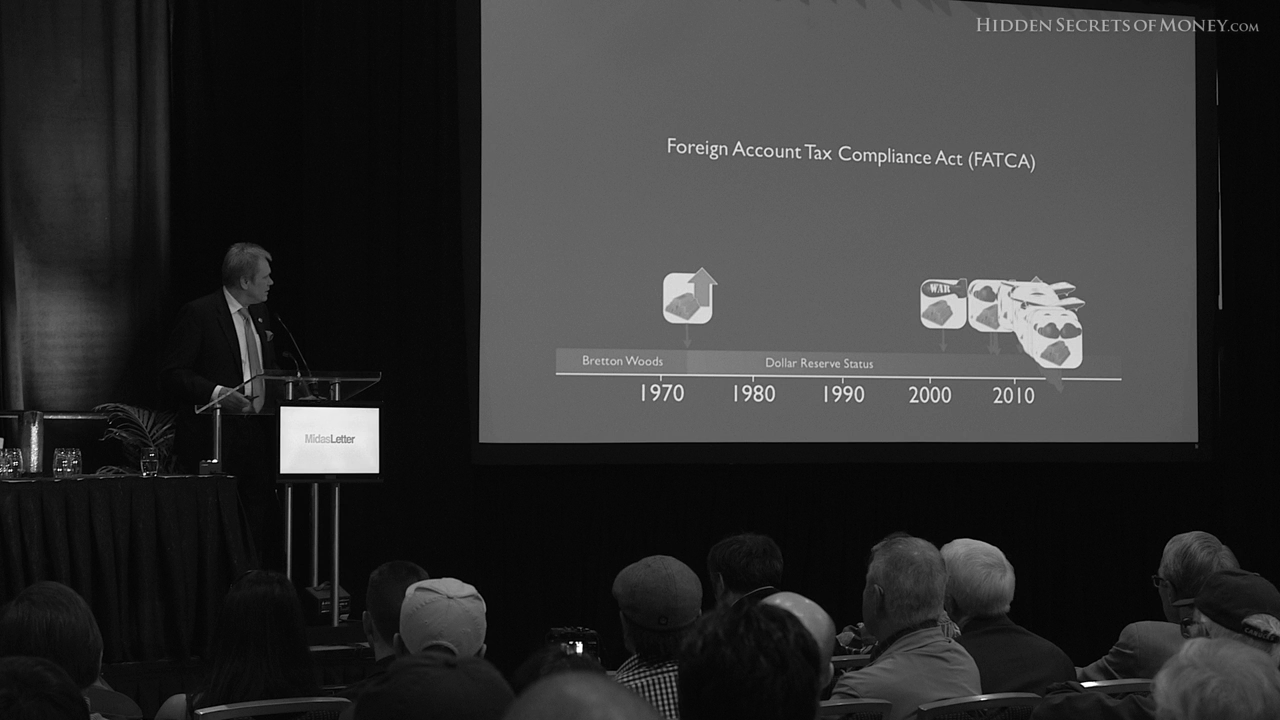 HIDDEN SECRETS OF MONEY.COM
Foreign Account Tax Compliance Act (FATCA)
WAR
Bretton Woods
Dollar Reserve Status
1970 1980 1990 2000 2010
MidasLetter